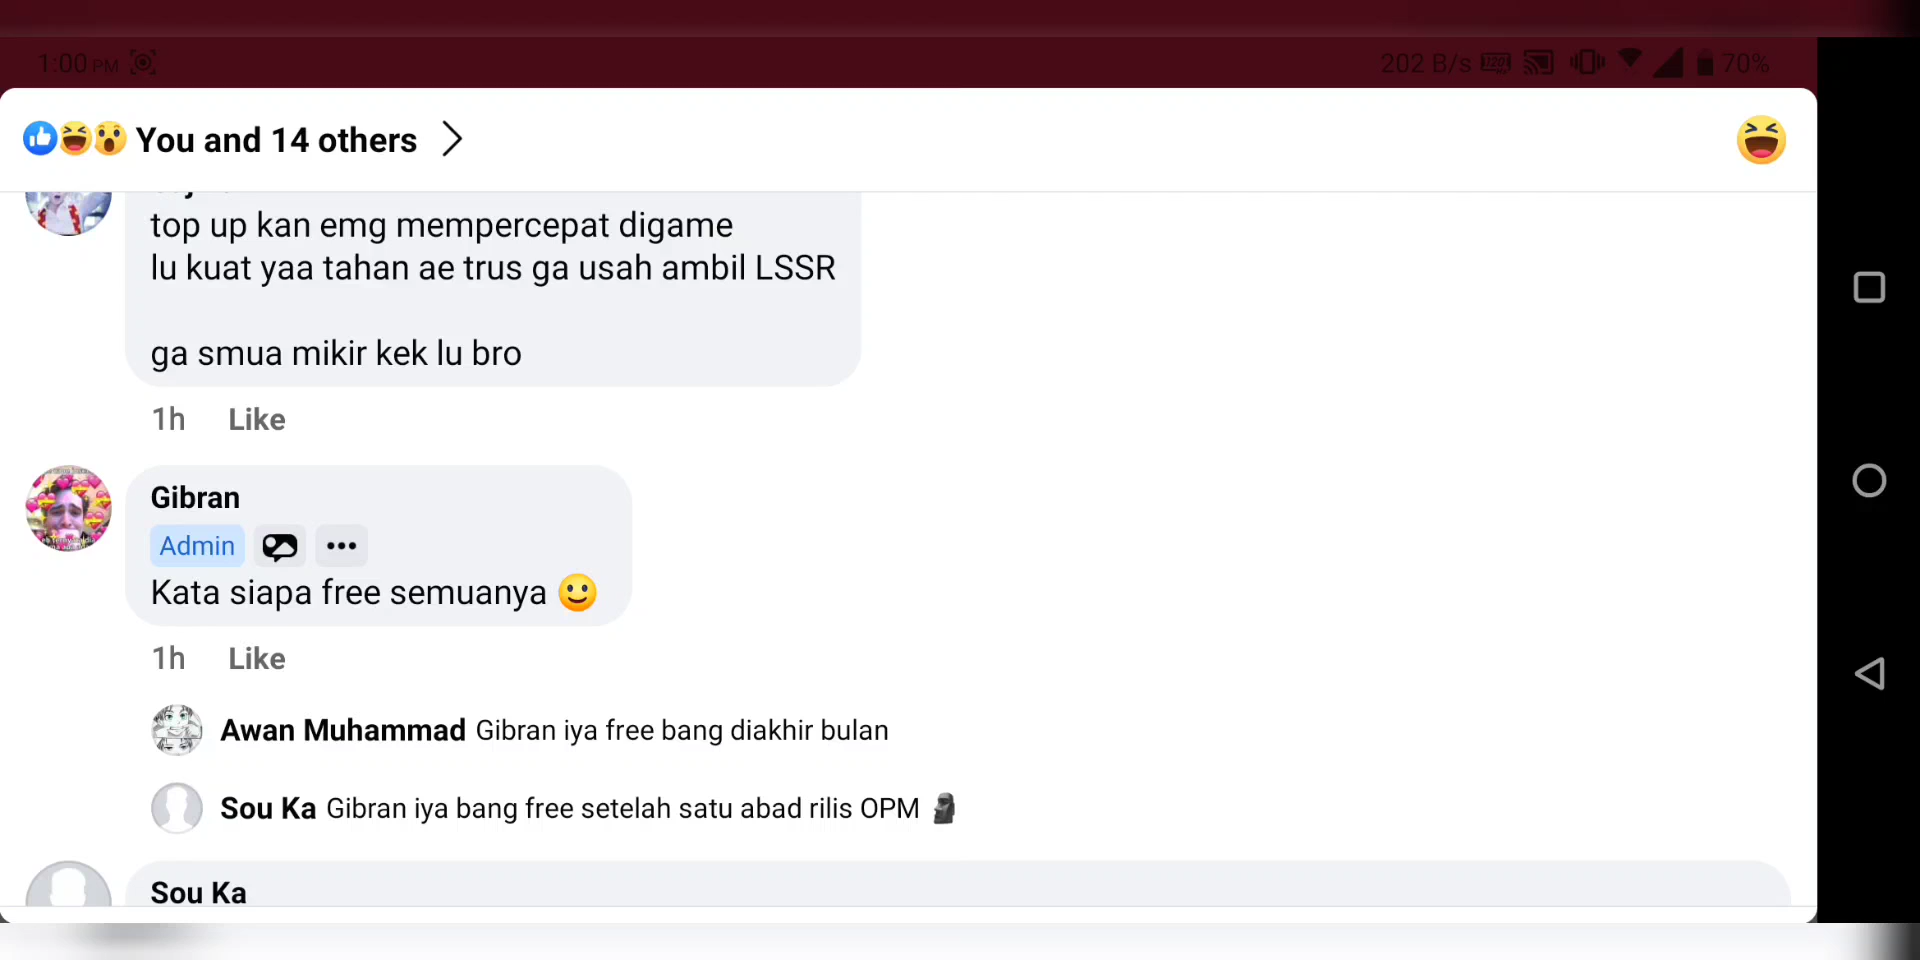 1:00 PM
202 B/s 70%
You and 14 others
top up kan emg mempercepat digame
lu kuat yaa tahan ae trus ga usah ambil LSSR
ga smua mikir kek lu bro
1h Like
Gibran
Admin
Kata siapa free semuanya 🙂
1h Like
Awan Muhammad Gibran iya free bang diakhir bulan
Sou Ka Gibran iya bang free setelah satu abad rilis OPM 🗿
Sou Ka